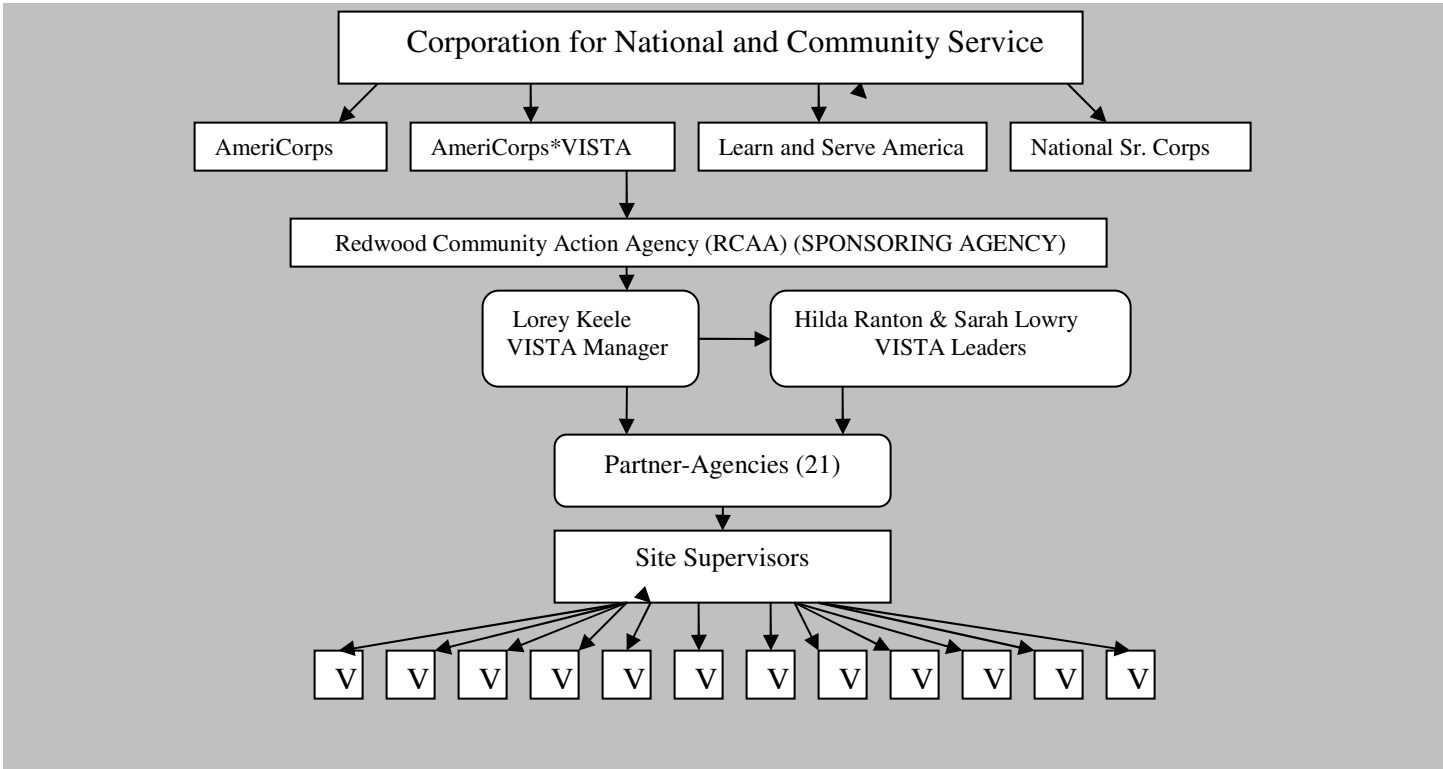 Corporation for National and Community Service
AmeriCorps
AmeriCorps*VISTA
Learn and Serve America
National Sr. Corps
Redwood Community Action Agency (RCAA) (SPONSORING AGENCY)
Lorey Keele
VISTA Manager
Hilda Ranton & Sarah Lowry
VISTA Leaders
Partner-Agencies (21)
Site Supervisors
V V V V V V V V V V V V